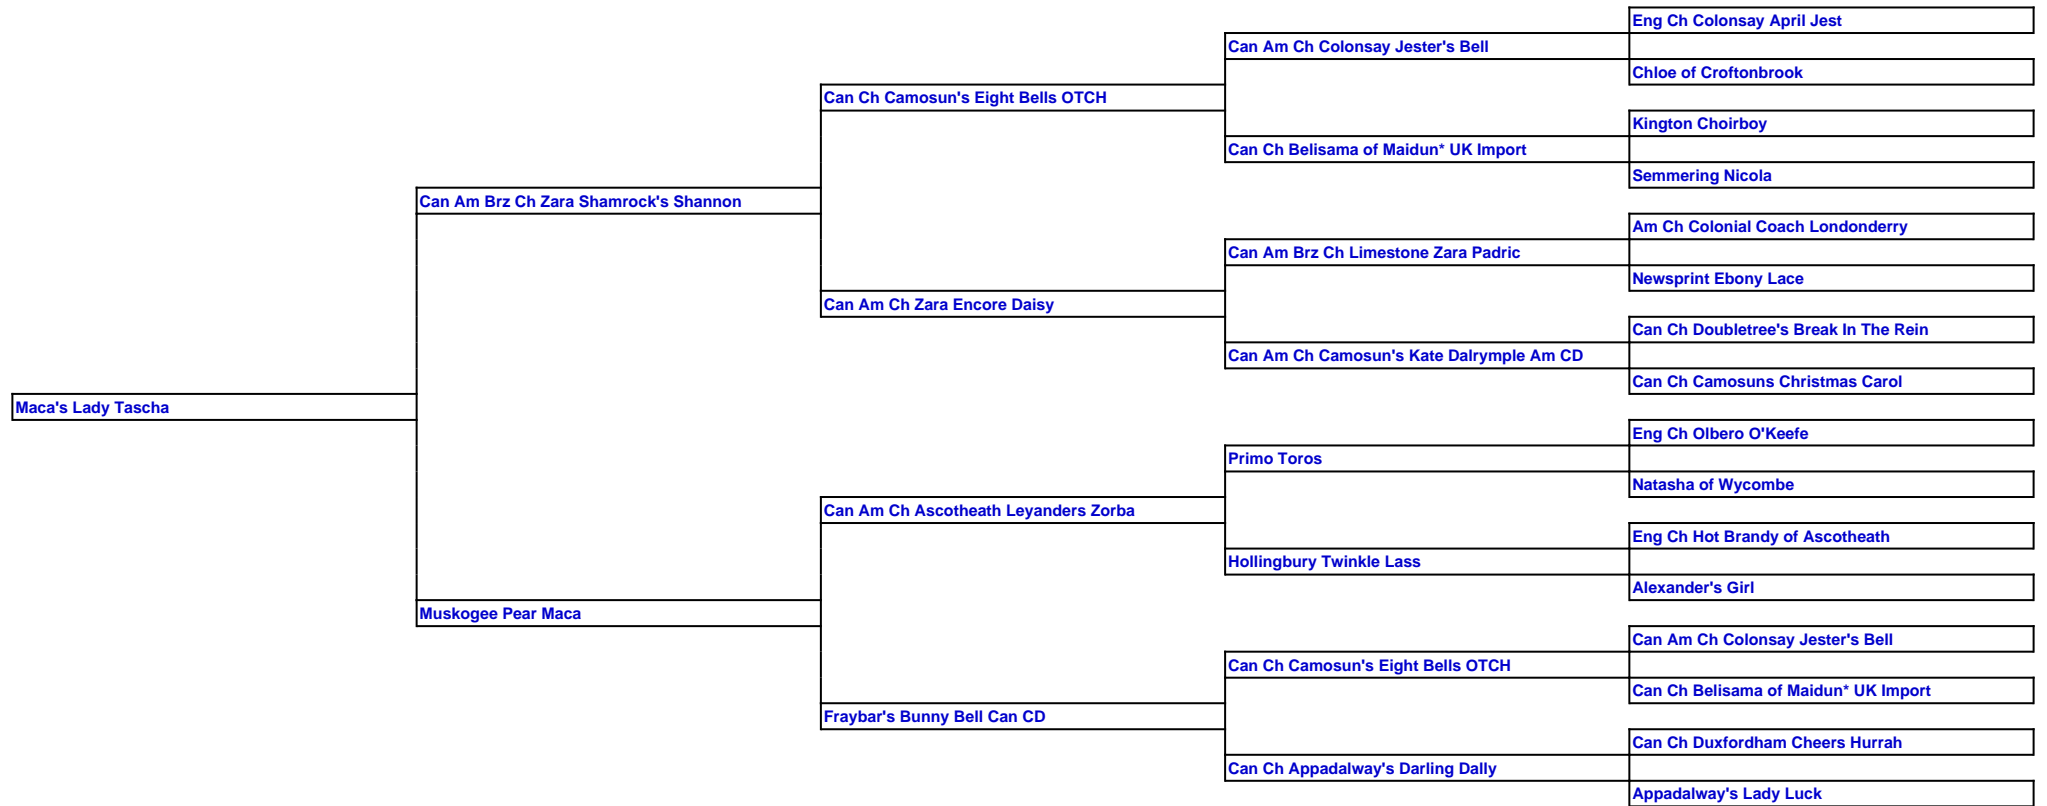 Eng Ch Colonsay April Jest
Can Am Ch Colonsay Jester's Bell
Chloe of Croftonbrook
Can Ch Camosun's Eight Bells OTCH
Kington Choirboy
Can Ch Belisama of Maidun* UK Import
Semmering Nicola
Can Am Brz Ch Zara Shamrock's Shannon
Am Ch Colonial Coach Londonderry
Can Am Brz Ch Limestone Zara Padric
Newsprint Ebony Lace
Can Am Ch Zara Encore Daisy
Can Ch Doubletree's Break In The Rein
Can Am Ch Camosun's Kate Dalrymple Am CD
Can Ch Camosuns Christmas Carol
Maca's Lady Tascha
Eng Ch Olbero O'Keefe
Primo Toros
Natasha of Wycombe
Can Am Ch Ascotheath Leyanders Zorba
Eng Ch Hot Brandy of Ascotheath
Hollingbury Twinkle Lass
Alexander's Girl
Muskogee Pear Maca
Can Am Ch Colonsay Jester's Bell
Can Ch Camosun's Eight Bells OTCH
Can Ch Belisama of Maidun* UK Import
Fraybar's Bunny Bell Can CD
Can Ch Duxfordham Cheers Hurrah
Can Ch Appadalway's Darling Dally
Appadalway's Lady Luck